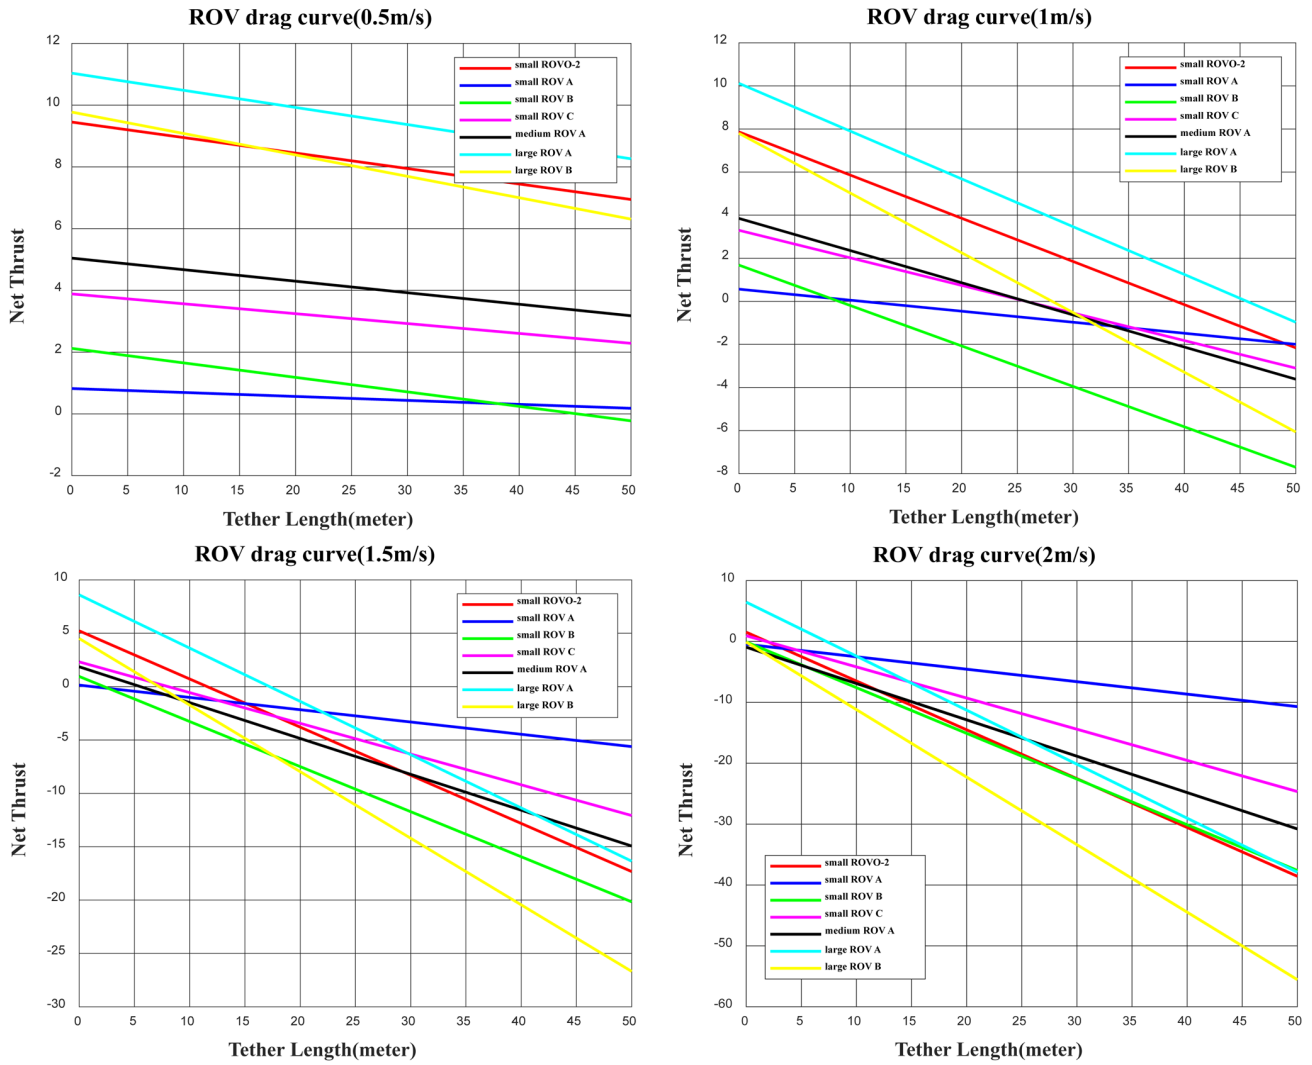 ROV drag curve(0.5m/s)
12
10
8
6
4
2
0
-2
Net Thrust
small ROVO-2
small ROV A
small ROV B
small ROV C
medium ROV A
large ROV A
large ROV B
0 5 10 15 20 25 30 35 40 45 50
Tether Length(meter)
ROV drag curve(1m/s)
12
10
8
6
4
2
0
-2
-4
-6
-8
Net Thrust
small ROVO-2
small ROV A
small ROV B
small ROV C
medium ROV A
large ROV A
large ROV B
0 5 10 15 20 25 30 35 40 45 50
Tether Length(meter)
ROV drag curve(1.5m/s)
10
5
0
-5
-10
-15
-20
-25
-30
Net Thrust
small ROVO-2
small ROV A
small ROV B
small ROV C
medium ROV A
large ROV A
large ROV B
0 5 10 15 20 25 30 35 40 45 50
Tether Length(meter)
ROV drag curve(2m/s)
10
0
-10
-20
-30
-40
-50
-60
Net Thrust
small ROVO-2
small ROV A
small ROV B
small ROV C
medium ROV A
large ROV A
large ROV B
0 5 10 15 20 25 30 35 40 45 50
Tether Length(meter)